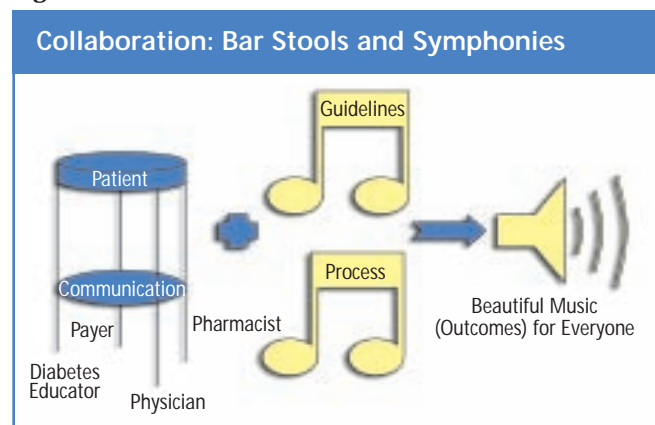 Collaboration: Bar Stools and Symphonies
Patient
Communication
Payer
Pharmacist
Diabetes
Educator
Physician
Guidelines
Process
Beautiful Music
(Outcomes) for Everyone